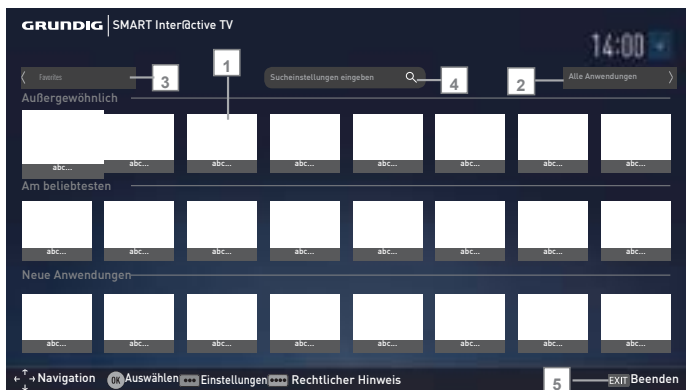 GRUNDIG SMART Inter@ctive TV
14:00
Favorites 3 1 Sucheinstellungen eingeben 4 2 Alle Anwendungen
Außergewöhnlich
abc... abc... abc... abc... abc... abc... abc... abc...
Am beliebtesten
abc... abc... abc... abc... abc... abc... abc... abc...
Neue Anwendungen
abc... abc... abc... abc... abc... abc... abc... abc...
Navigation OK Auswählen Einstellungen Rechtlicher Hinweis 5 EXIT Beenden